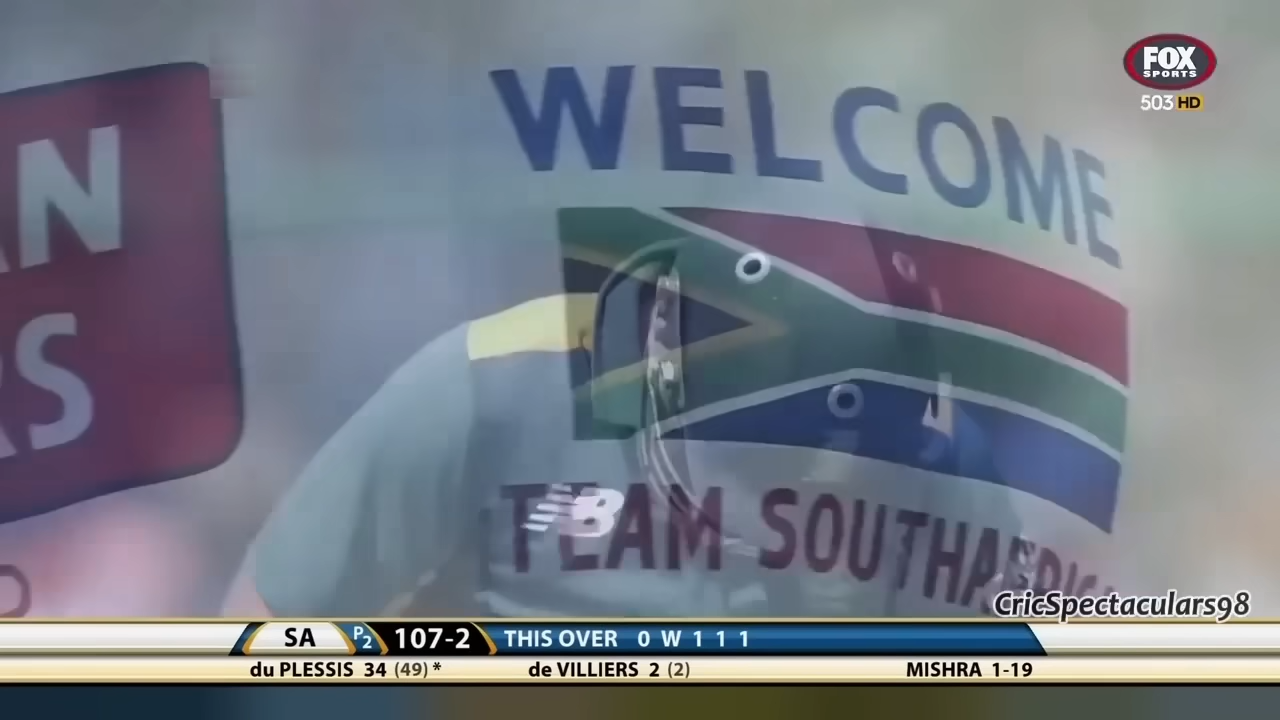 FOX
SPORTS
503 HD
WELCOME
TEAM SOUTHAFRICA
CricSpectaculars98
SA P2 107-2 THIS OVER 0 W 1 1 1
du PLESSIS 34 (49) * de VILLIERS 2 (2) MISHRA 1-19